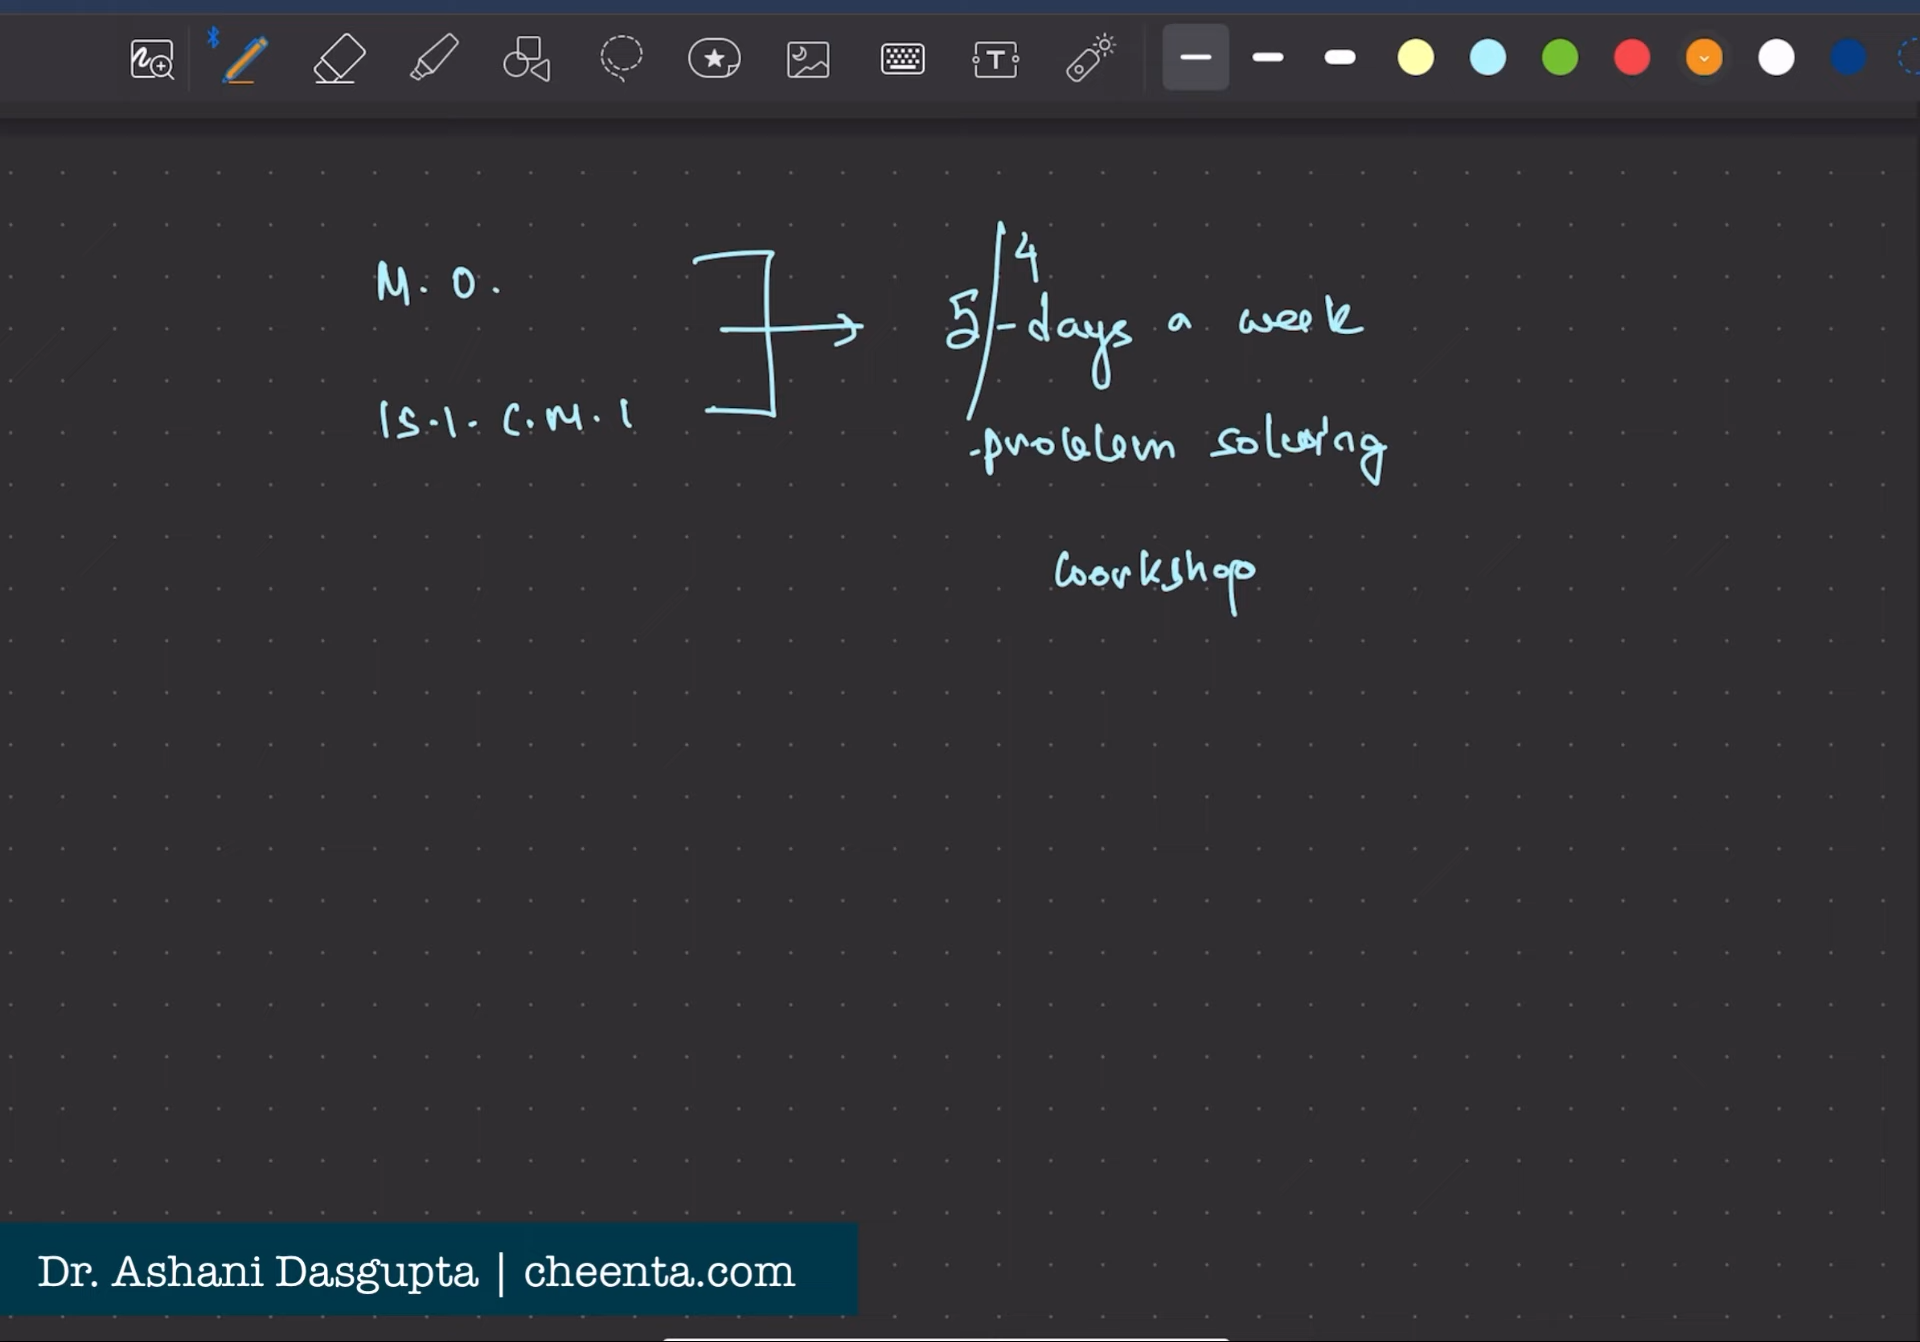 M. O.
I.S.I. C.M.I
5/4-days a week
-problem solving
workshop
Dr. Ashani Dasgupta | cheenta.com